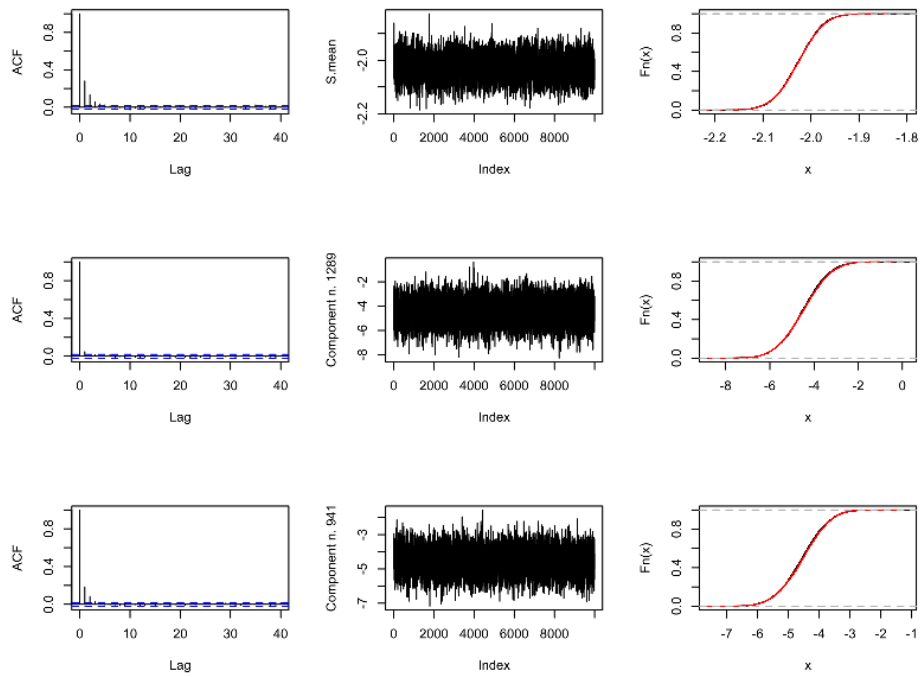 ACF
0.0 0.4 0.8
0 10 20 30 40
Lag
S.mean
-2.2 -2.0
0 2000 4000 6000 8000
Index
Fn(x)
0.0 0.4 0.8
-2.2 -2.1 -2.0 -1.9 -1.8
x
ACF
0.0 0.4 0.8
0 10 20 30 40
Lag
Component n. 1289
-8 -6 -4 -2
0 2000 4000 6000 8000
Index
Fn(x)
0.0 0.4 0.8
-8 -6 -4 -2 0
x
ACF
0.0 0.4 0.8
0 10 20 30 40
Lag
Component n. 941
-7 -5 -3
0 2000 4000 6000 8000
Index
Fn(x)
0.0 0.4 0.8
-7 -6 -5 -4 -3 -2 -1
x